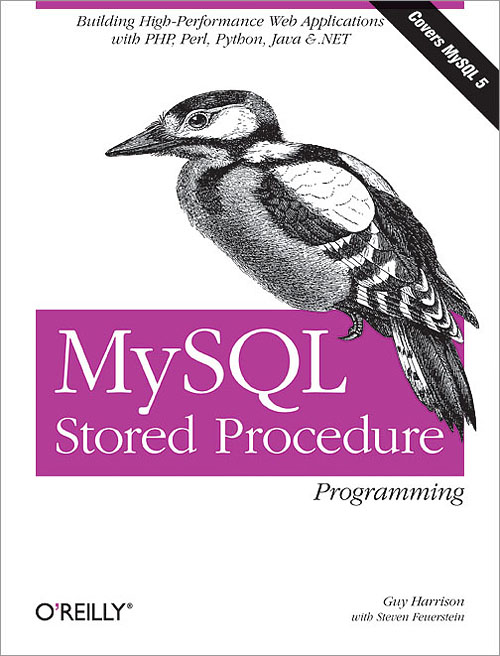 Building High-Performance Web Applications
with PHP, Perl, Python, Java & .NET
Covers MySQL 5
MySQL
Stored Procedure
Programming
Guy Harrison
with Steven Feuerstein
O'REILLY®